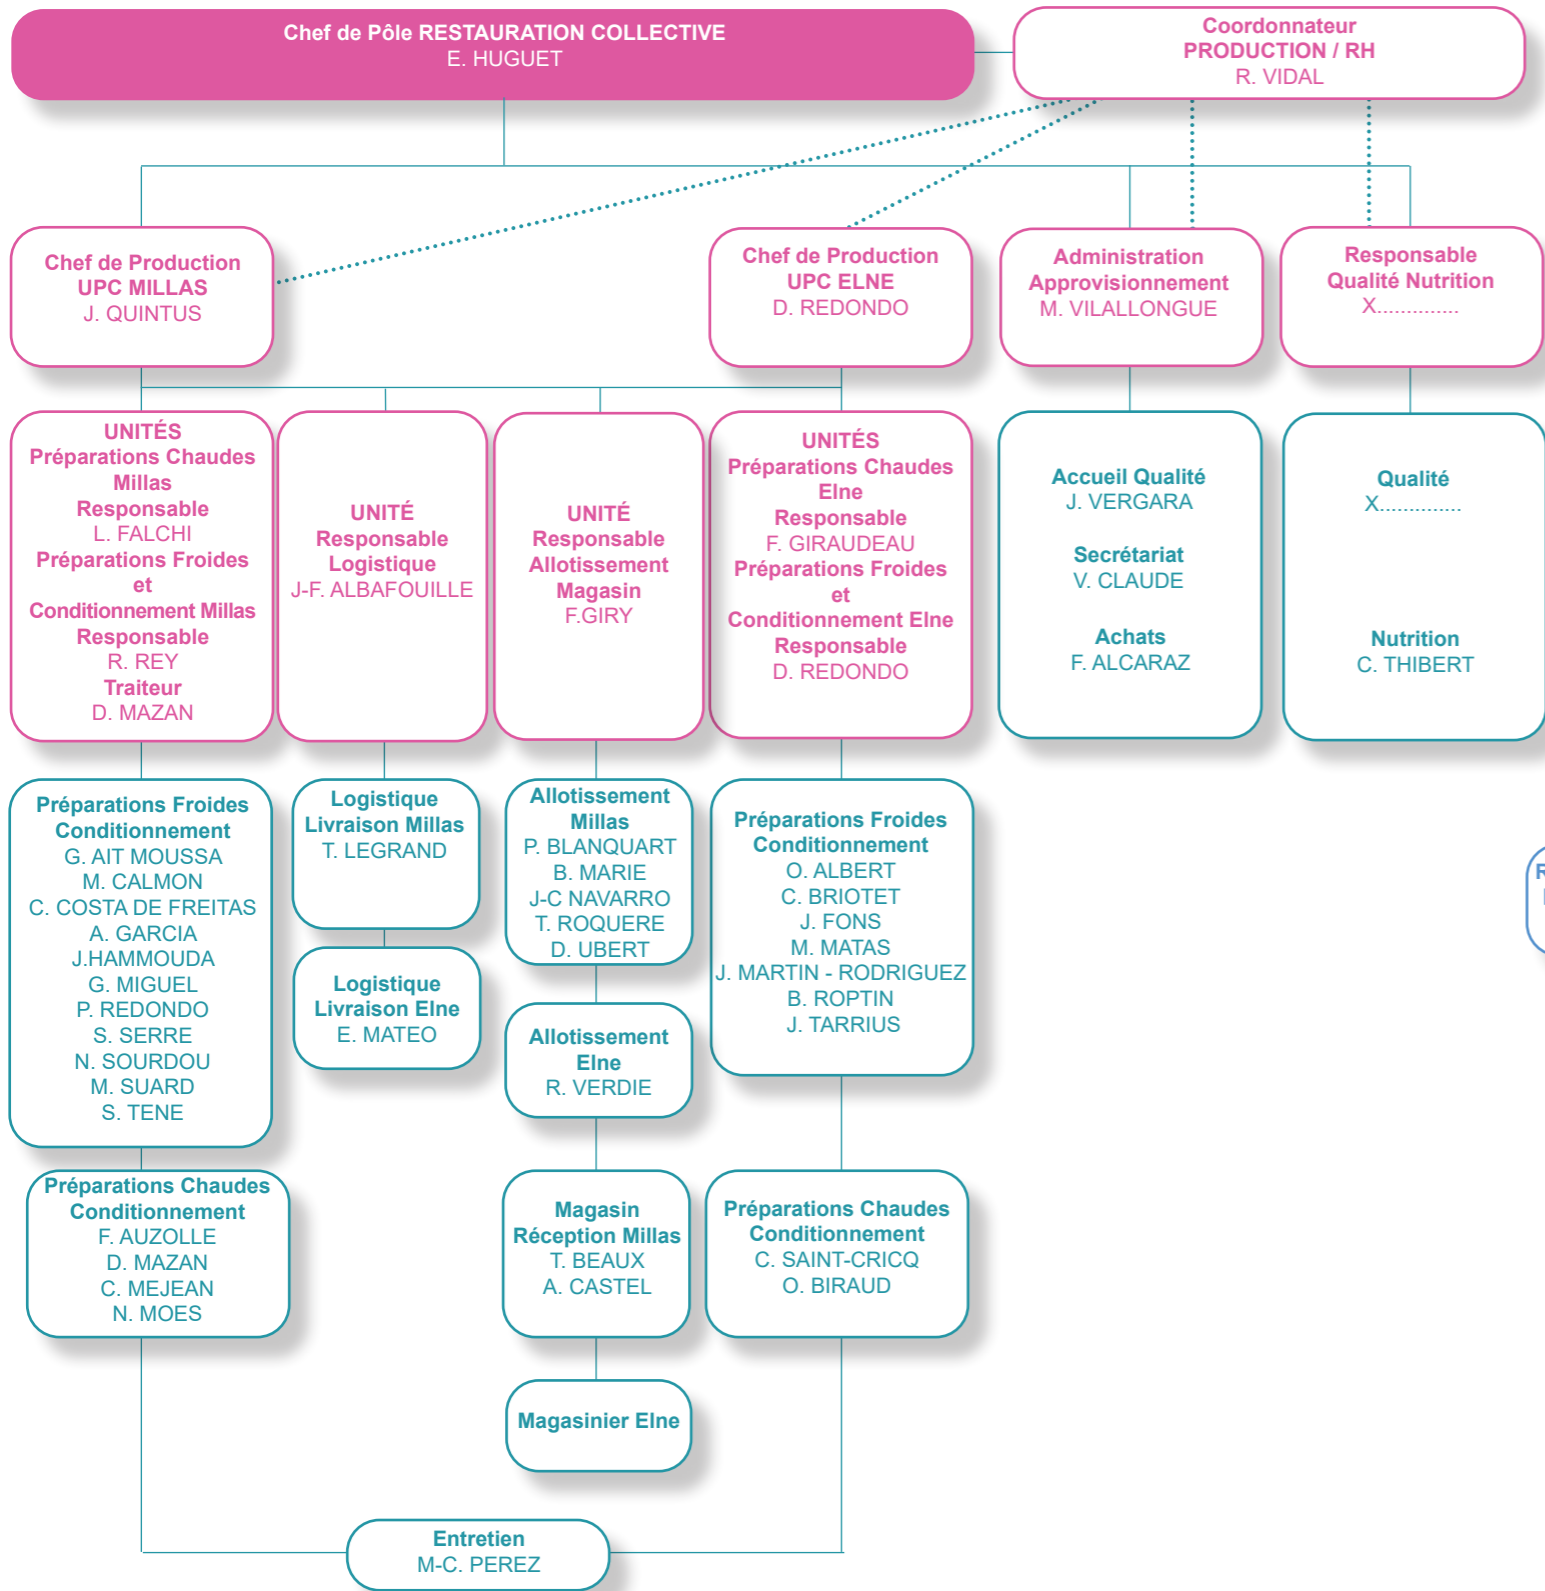 Chef de Pôle RESTAURATION COLLECTIVE
E. HUGUET
Coordonnateur
PRODUCTION / RH
R. VIDAL
Chef de Production
UPC MILLAS
J. QUINTUS
Chef de Production
UPC ELNE
D. REDONDO
Administration
Approvisionnement
M. VILALLONGUE
Responsable
Qualité Nutrition
X..............
UNITÉS
Préparations Chaudes
Millas
Responsable
L. FALCHI
Préparations Froides
et
Conditionnement Millas
Responsable
R. REY
Traiteur
D. MAZAN
UNITÉ
Responsable
Logistique
J-F. ALBAFOUILLE
UNITÉ
Responsable
Allotissement
Magasin
F.GIRY
UNITÉS
Préparations Chaudes
Elne
Responsable
F. GIRAUDEAU
Préparations Froides
et
Conditionnement Elne
Responsable
D. REDONDO
Accueil Qualité
J. VERGARA
Secrétariat
V. CLAUDE
Achats
F. ALCARAZ
Qualité
X..............
Nutrition
C. THIBERT
Préparations Froides
Conditionnement
G. AIT MOUSSA
M. CALMON
C. COSTA DE FREITAS
A. GARCIA
J.HAMMOUDA
G. MIGUEL
P. REDONDO
S. SERRE
N. SOURDOU
M. SUARD
S. TENE
Logistique
Livraison Millas
T. LEGRAND
Logistique
Livraison Elne
E. MATEO
Allotissement
Millas
P. BLANQUART
B. MARIE
J-C NAVARRO
T. ROQUERE
D. UBERT
Allotissement
Elne
R. VERDIE
Préparations Froides
Conditionnement
O. ALBERT
C. BRIOTET
J. FONS
M. MATAS
J. MARTIN - RODRIGUEZ
B. ROPTIN
J. TARRIUS
Préparations Chaudes
Conditionnement
F. AUZOLLE
D. MAZAN
C. MEJEAN
N. MOES
Magasin
Réception Millas
T. BEAUX
A. CASTEL
Préparations Chaudes
Conditionnement
C. SAINT-CRICQ
O. BIRAUD
Magasinier Elne
Entretien
M-C. PEREZ